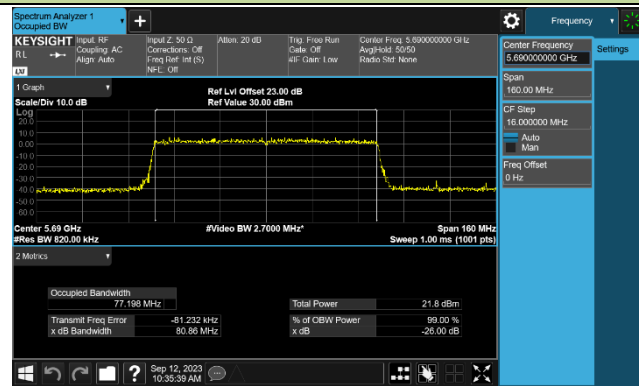 Spectrum Analyzer 1
Occupied BW
Frequency
KEYSIGHT
RL
Input: RF
Coupling: AC
Align: Auto
Input Z: 50 Ω
Corrections: Off
Freq Ref: Int (S)
NFE: Off
Atten: 20 dB
Trig: Free Run
Gate: Off
#IF Gain: Low
Center Freq: 5.690000000 GHz
Avg|Hold: 50/50
Radio Std: None
LXI
1 Graph
Scale/Div 10.0 dB
Ref Lvl Offset 23.00 dB
Ref Value 30.00 dBm
Log
20.0
10.0
0.00
-10.0
-20.0
-30.0
-40.0
-50.0
-60.0
Center 5.69 GHz
#Res BW 820.00 kHz
#Video BW 2.7000 MHz*
Span 160 MHz
Sweep 1.00 ms (1001 pts)
2 Metrics
Occupied Bandwidth
77.198 MHz
Total Power
21.8 dBm
Transmit Freq Error
-81.232 kHz
% of OBW Power
99.00 %
x dB Bandwidth
80.86 MHz
x dB
-26.00 dB
Center Frequency
5.690000000 GHz
Settings
Span
160.00 MHz
CF Step
16.000000 MHz
Auto
Man
Freq Offset
0 Hz
Sep 12, 2023
10:35:39 AM